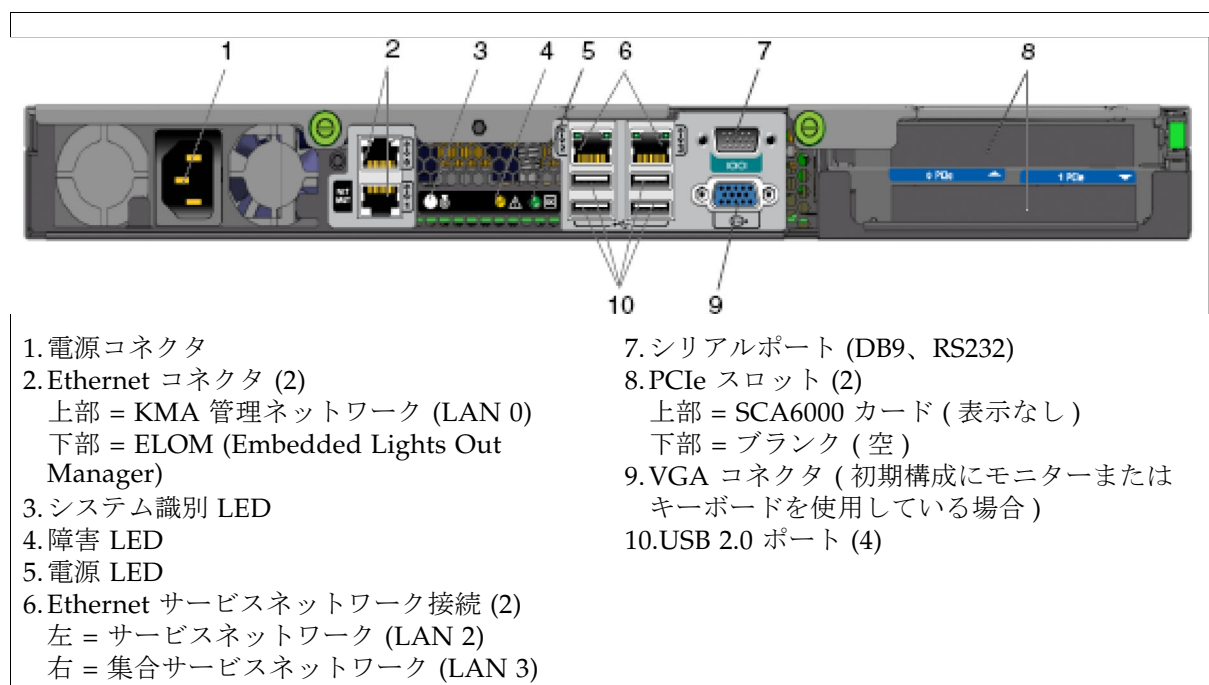 1 2 3 4 5 6 7 8
NET MGT
0 PCIe 1 PCIe
10 9
1. 電源コネクタ
2. Ethernet コネクタ (2)
上部 = KMA 管理ネットワーク (LAN 0)
下部 = ELOM (Embedded Lights Out
Manager)
3. システム識別 LED
4. 障害 LED
5. 電源 LED
6. Ethernet サービスネットワーク接続 (2)
左 = サービスネットワーク (LAN 2)
右 = 集合サービスネットワーク (LAN 3)
7. シリアルポート (DB9、RS232)
8. PCIe スロット (2)
上部 = SCA6000 カード ( 表示なし )
下部 = ブランク ( 空 )
9. VGA コネクタ ( 初期構成にモニターまたは
キーボードを使用している場合 )
10.USB 2.0 ポート (4)